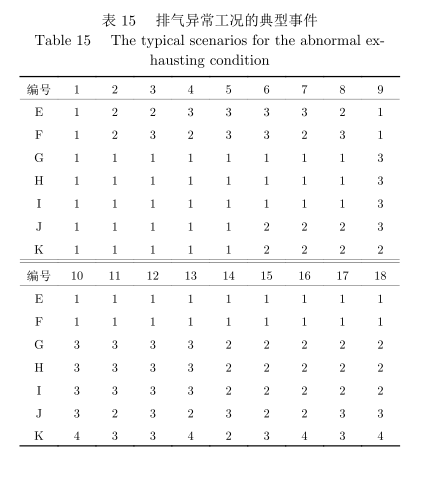 表 15 排气异常工况的典型事件
Table 15 The typical scenarios for the abnormal ex-
hausting condition
编号 1 2 3 4 5 6 7 8 9
E 1 2 2 3 3 3 3 2 1
F 1 2 3 2 3 3 2 3 1
G 1 1 1 1 1 1 1 1 3
H 1 1 1 1 1 1 1 1 3
I 1 1 1 1 1 1 1 1 3
J 1 1 1 1 1 2 2 2 3
K 1 1 1 1 1 2 2 2 2
编号 10 11 12 13 14 15 16 17 18
E 1 1 1 1 1 1 1 1 1
F 1 1 1 1 1 1 1 1 1
G 3 3 3 3 2 2 2 2 2
H 3 3 3 3 2 2 2 2 2
I 3 3 3 3 2 2 2 2 2
J 3 2 3 2 3 2 2 3 3
K 4 3 3 4 2 3 4 3 4